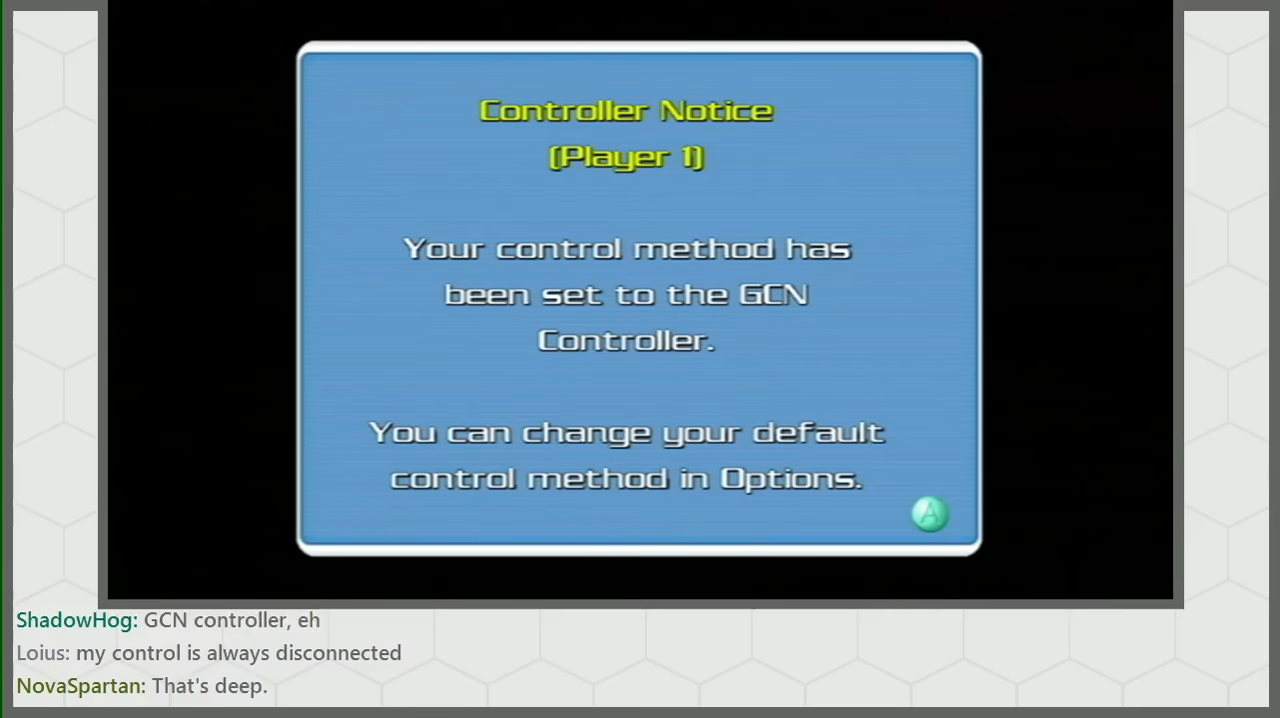 Controller Notice
(Player 1)
Your control method has
been set to the GCN
Controller.
You can change your default
control method in Options.
A
ShadowHog: GCN controller, eh
Loius: my control is always disconnected
NovaSpartan: That's deep.